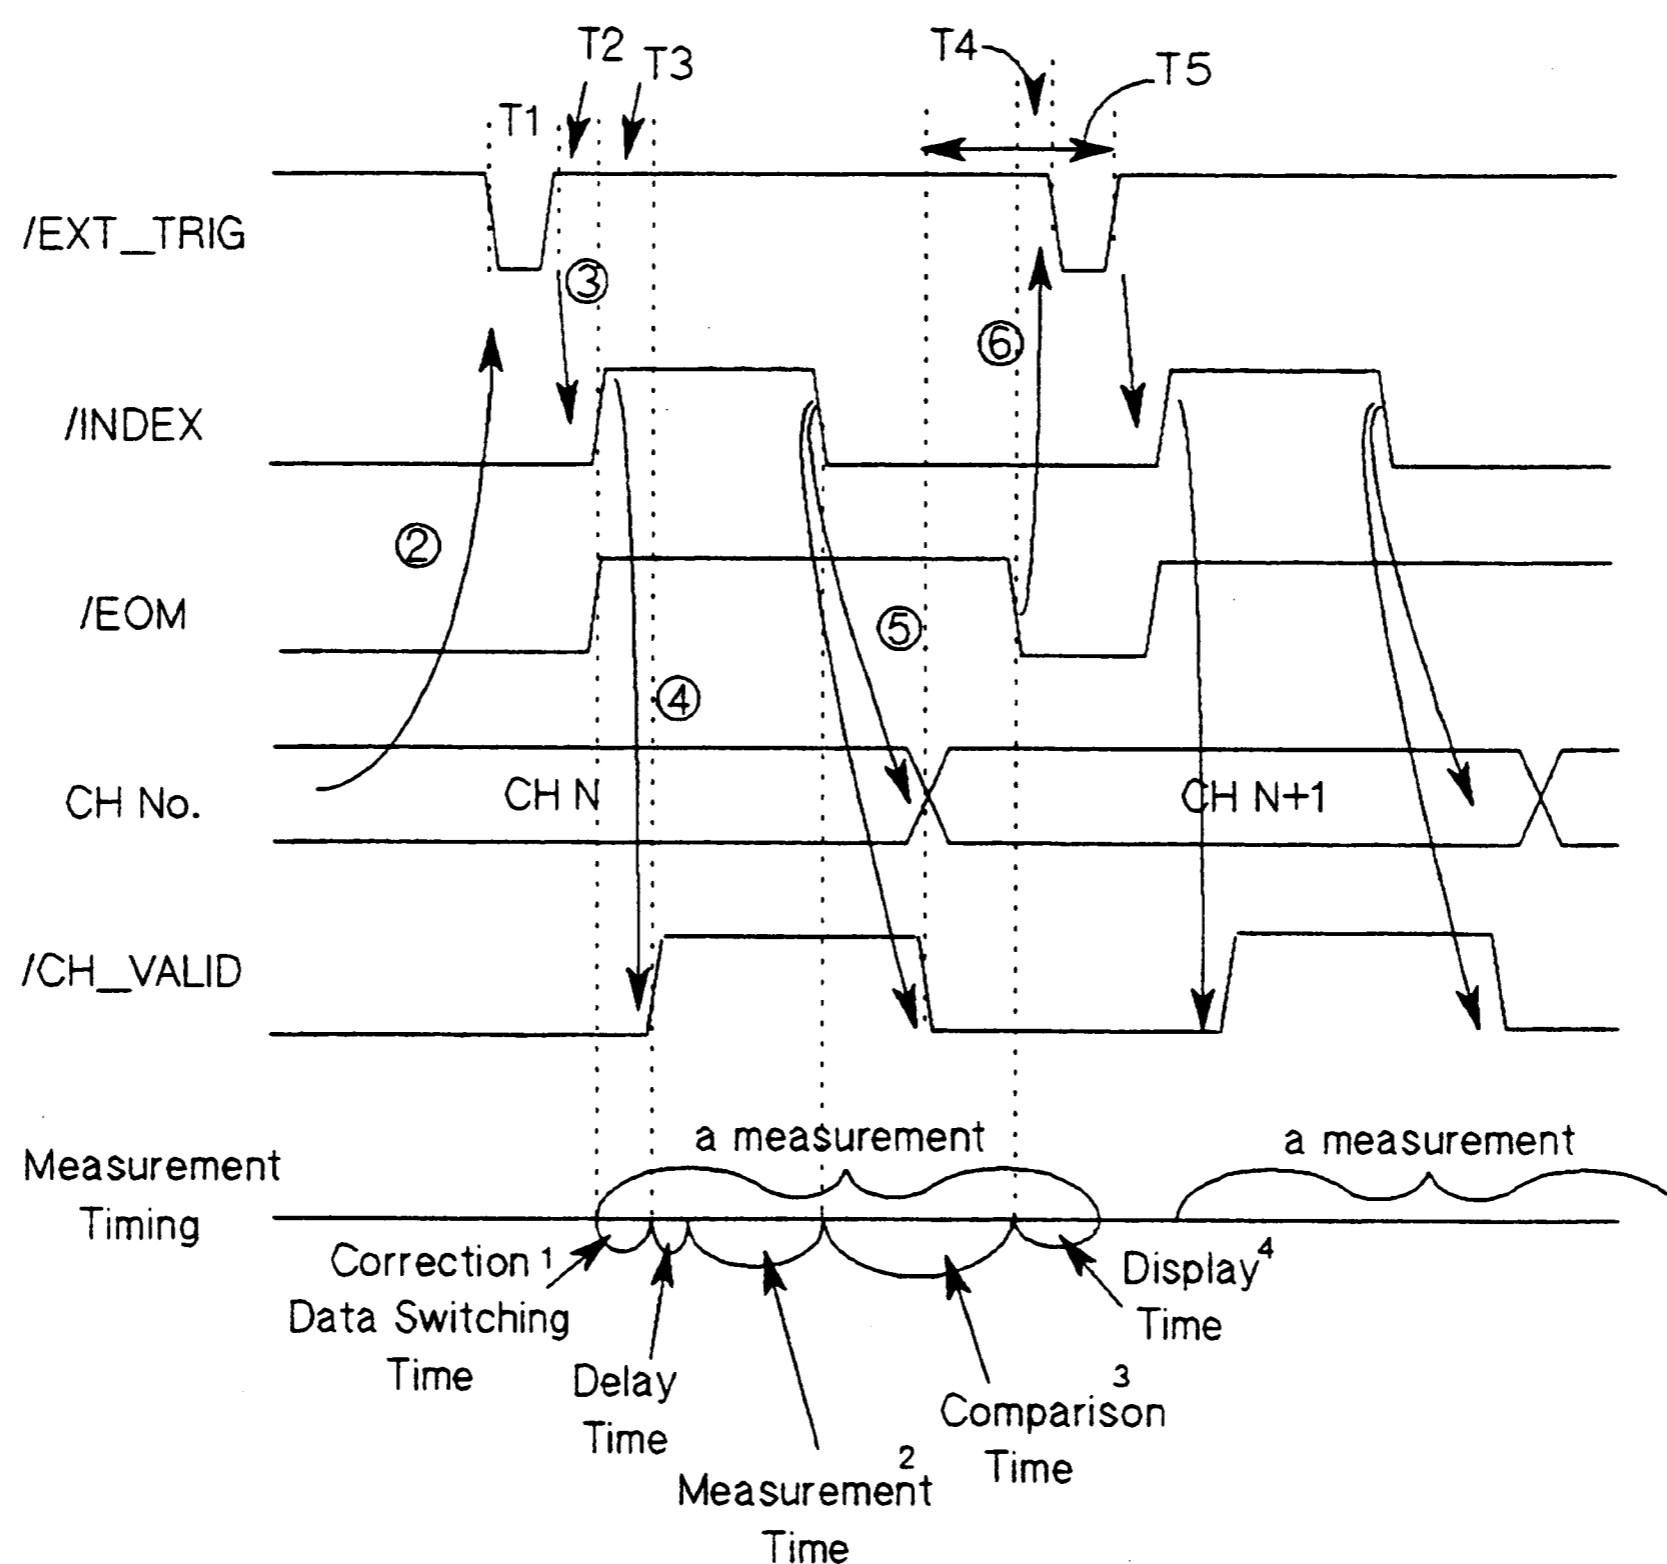 T2
T3
T4
T5
T1
/EXT_TRIG
③
⑥
/INDEX
②
/EOM
⑤
④
CH No.
CH N
CH N+1
/CH_VALID
a measurement
a measurement
Measurement
Timing
Correction 1
Data Switching
Time
Delay
Time
Measurement 2
Time
Comparison 3
Time
Display 4
Time